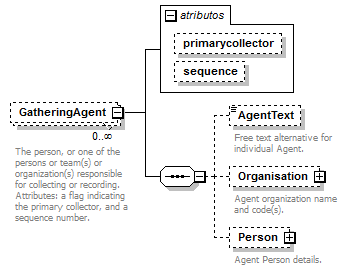 atributos
primarycollector
sequence
GatheringAgent
0..∞
The person, or one of the
persons or team(s) or
organization(s) responsible
for collecting or recording.
Attributes: a flag indicating
the primary collector, and a
sequence number.
AgentText
Free text alternative for
individual Agent.
Organisation
Agent organization name
and code(s).
Person
Agent Person details.